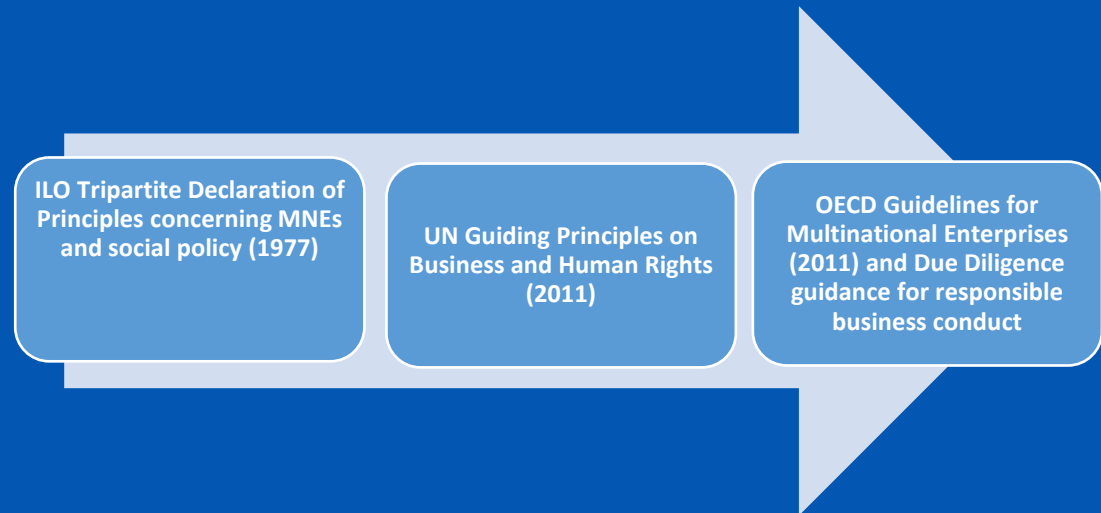 ILO Tripartite Declaration of
Principles concerning MNEs
and social policy (1977)
UN Guiding Principles on
Business and Human Rights
(2011)
OECD Guidelines for
Multinational Enterprises
(2011) and Due Diligence
guidance for responsible
business conduct